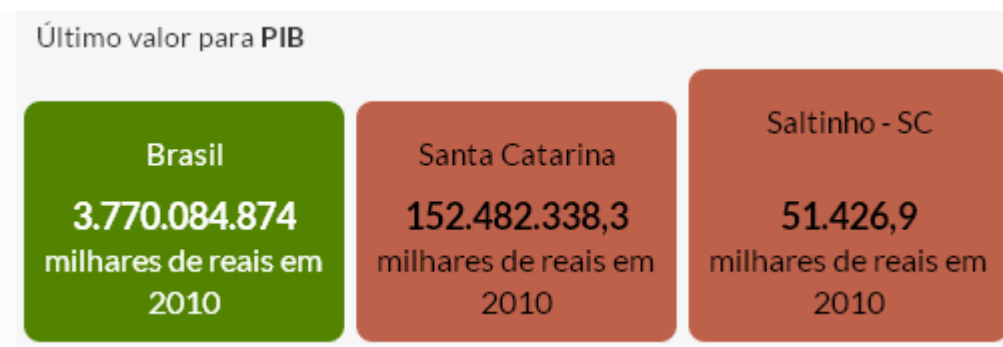 Último valor para PIB
Brasil
3.770.084.874
milhares de reais em
2010
Santa Catarina
152.482.338,3
milhares de reais em
2010
Saltinho - SC
51.426,9
milhares de reais em
2010